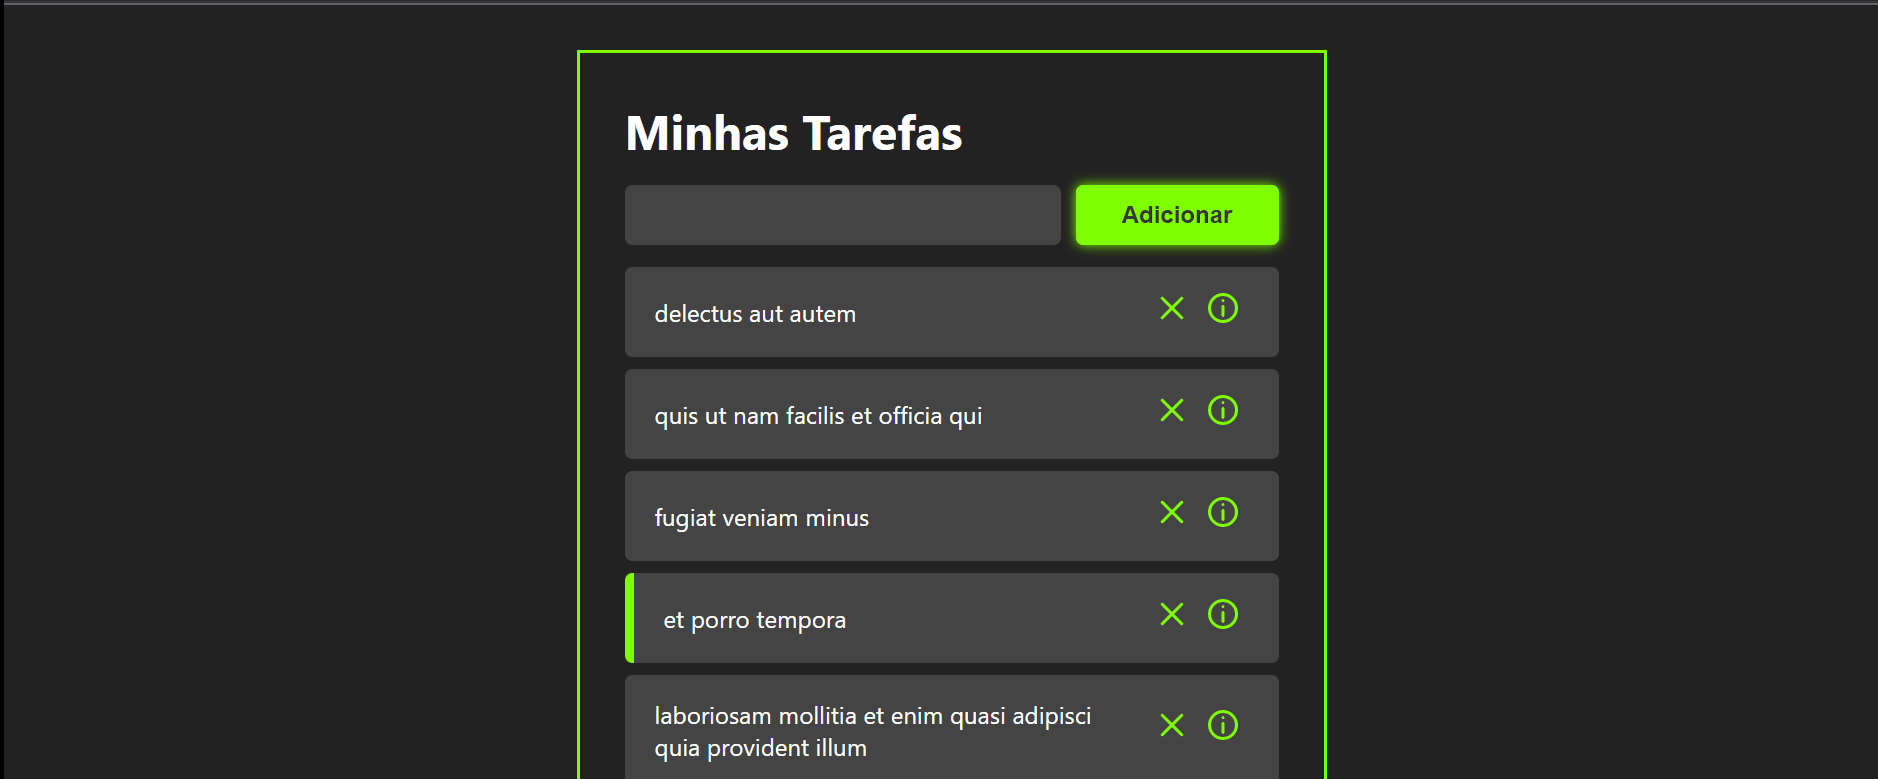 Minhas Tarefas
Adicionar
delectus aut autem
quis ut nam facilis et officia qui
fugiat veniam minus
et porro tempora
laboriosam mollitia et enim quasi adipisci
quia provident illum